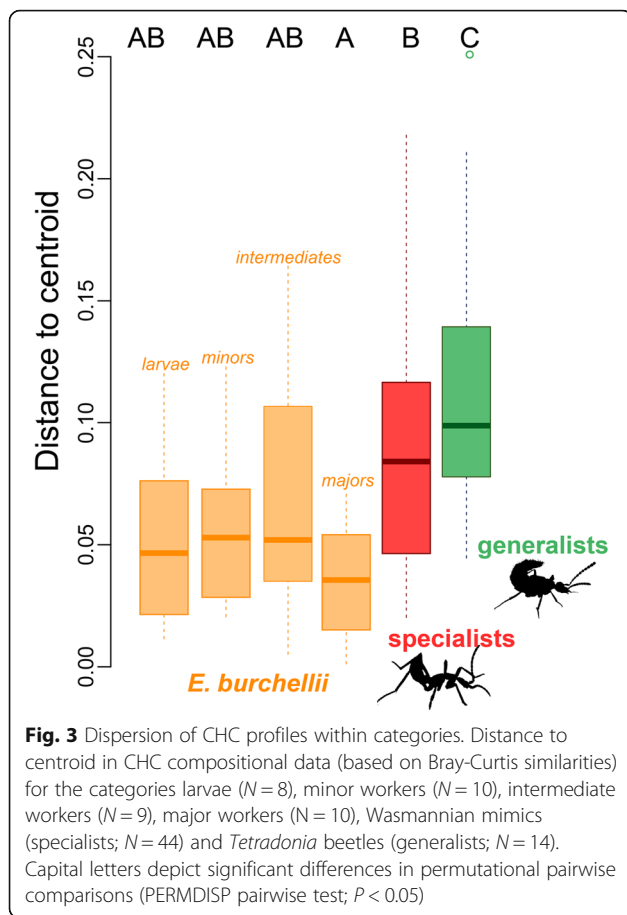 AB AB AB A B C
0.25
0.20
0.15
0.10
0.05
0.00
Distance to centroid
larvae
minors
intermediates
majors
generalists
specialists
E. burchellii
Fig. 3 Dispersion of CHC profiles within categories. Distance to
centroid in CHC compositional data (based on Bray-Curtis similarities)
for the categories larvae (N = 8), minor workers (N = 10), intermediate
workers (N = 9), major workers (N = 10), Wasmannian mimics
(specialists; N = 44) and Tetradonia beetles (generalists; N = 14).
Capital letters depict significant differences in permutational pairwise
comparisons (PERMDISP pairwise test; P < 0.05)